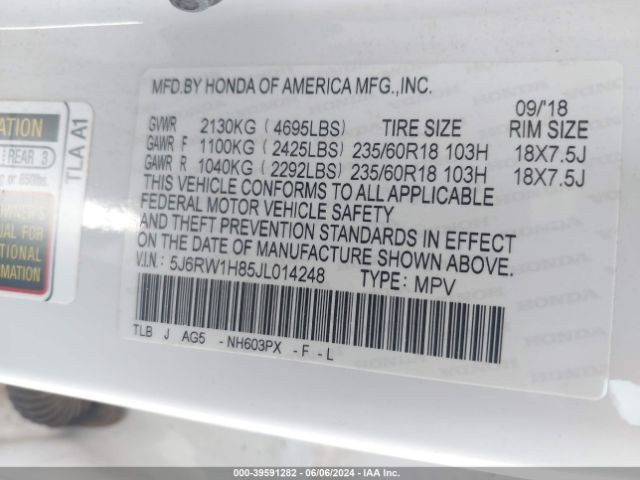 MFD.BY HONDA OF AMERICA MFG.,INC.
09/'18
GVWR 2130KG ( 4695LBS) TIRE SIZE RIM SIZE
GAWR F 1100KG ( 2425LBS) 235/60R18 103H 18X7.5J
GAWR R 1040KG ( 2292LBS) 235/60R18 103H 18X7.5J
THIS VEHICLE CONFORMS TO ALL APPLICABLE
FEDERAL MOTOR VEHICLE SAFETY
AND THEFT PREVENTION STANDARDS IN EFFECT
ON THE DATE OF MANUFACTURE SHOWN ABOVE.
V.I.N.: 5J6RW1H85JL014248 TYPE: MPV
TLB J AG5 -NH603PX -F -L
TLA A1
REAR 3
000-39591282 - 06/06/2024 - IAA Inc.